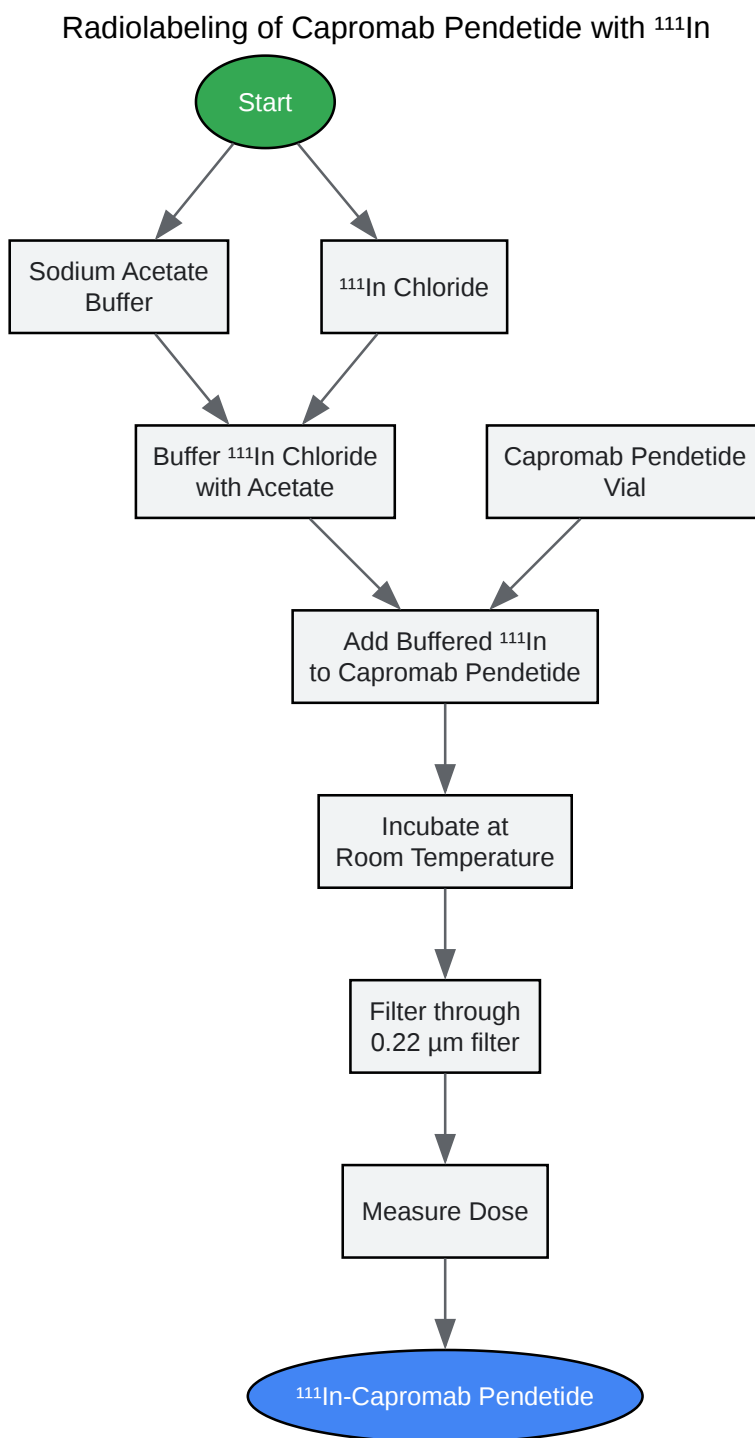 Radiolabeling of Capromab Pendetide with ¹¹¹In
Start
Sodium Acetate
Buffer
¹¹¹In Chloride
Buffer ¹¹¹In Chloride
with Acetate
Capromab Pendetide
Vial
Add Buffered ¹¹¹In
to Capromab Pendetide
Incubate at
Room Temperature
Filter through
0.22 µm filter
Measure Dose
¹¹¹In-Capromab Pendetide